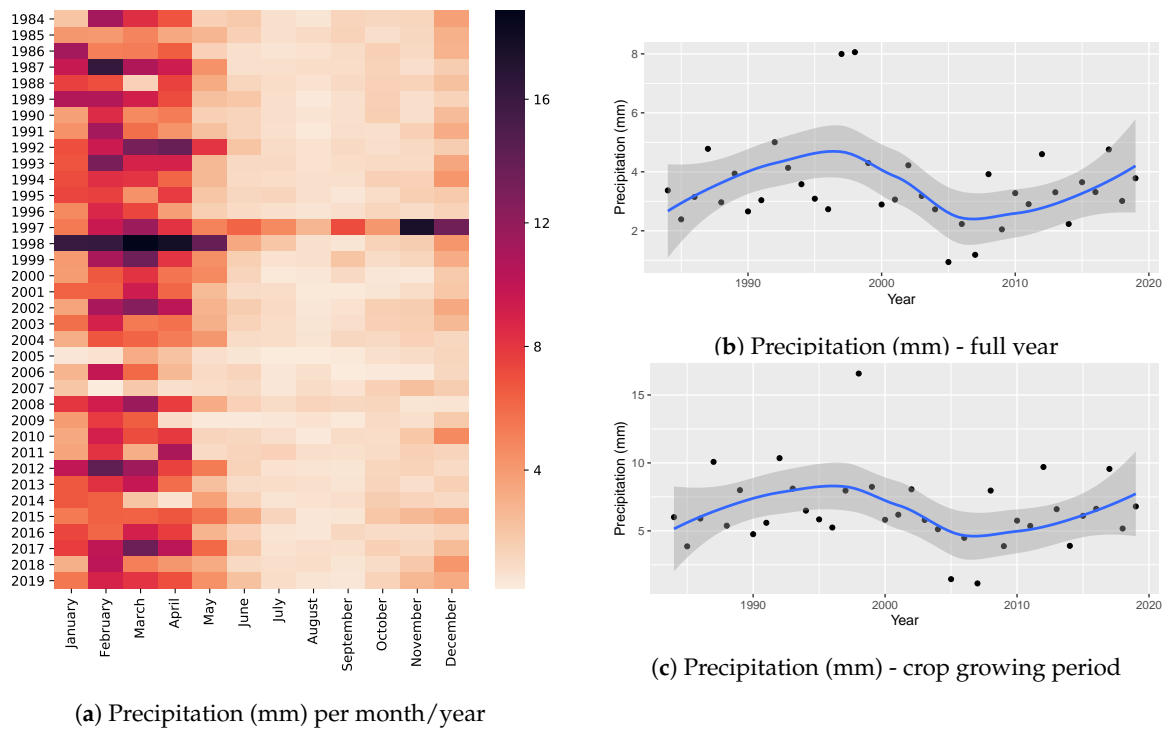 1984
1985
1986
1987
1988
1989
1990
1991
1992
1993
1994
1995
1996
1997
1998
1999
2000
2001
2002
2003
2004
2005
2006
2007
2008
2009
2010
2011
2012
2013
2014
2015
2016
2017
2018
2019
January
February
March
April
May
June
July
August
September
October
November
December
16
12
8
4
(a) Precipitation (mm) per month/year
Precipitation (mm)
8
6
4
2
1990
2000
2010
2020
Year
(b) Precipitation (mm) - full year
Precipitation (mm)
15
10
5
1990
2000
2010
2020
Year
(c) Precipitation (mm) - crop growing period